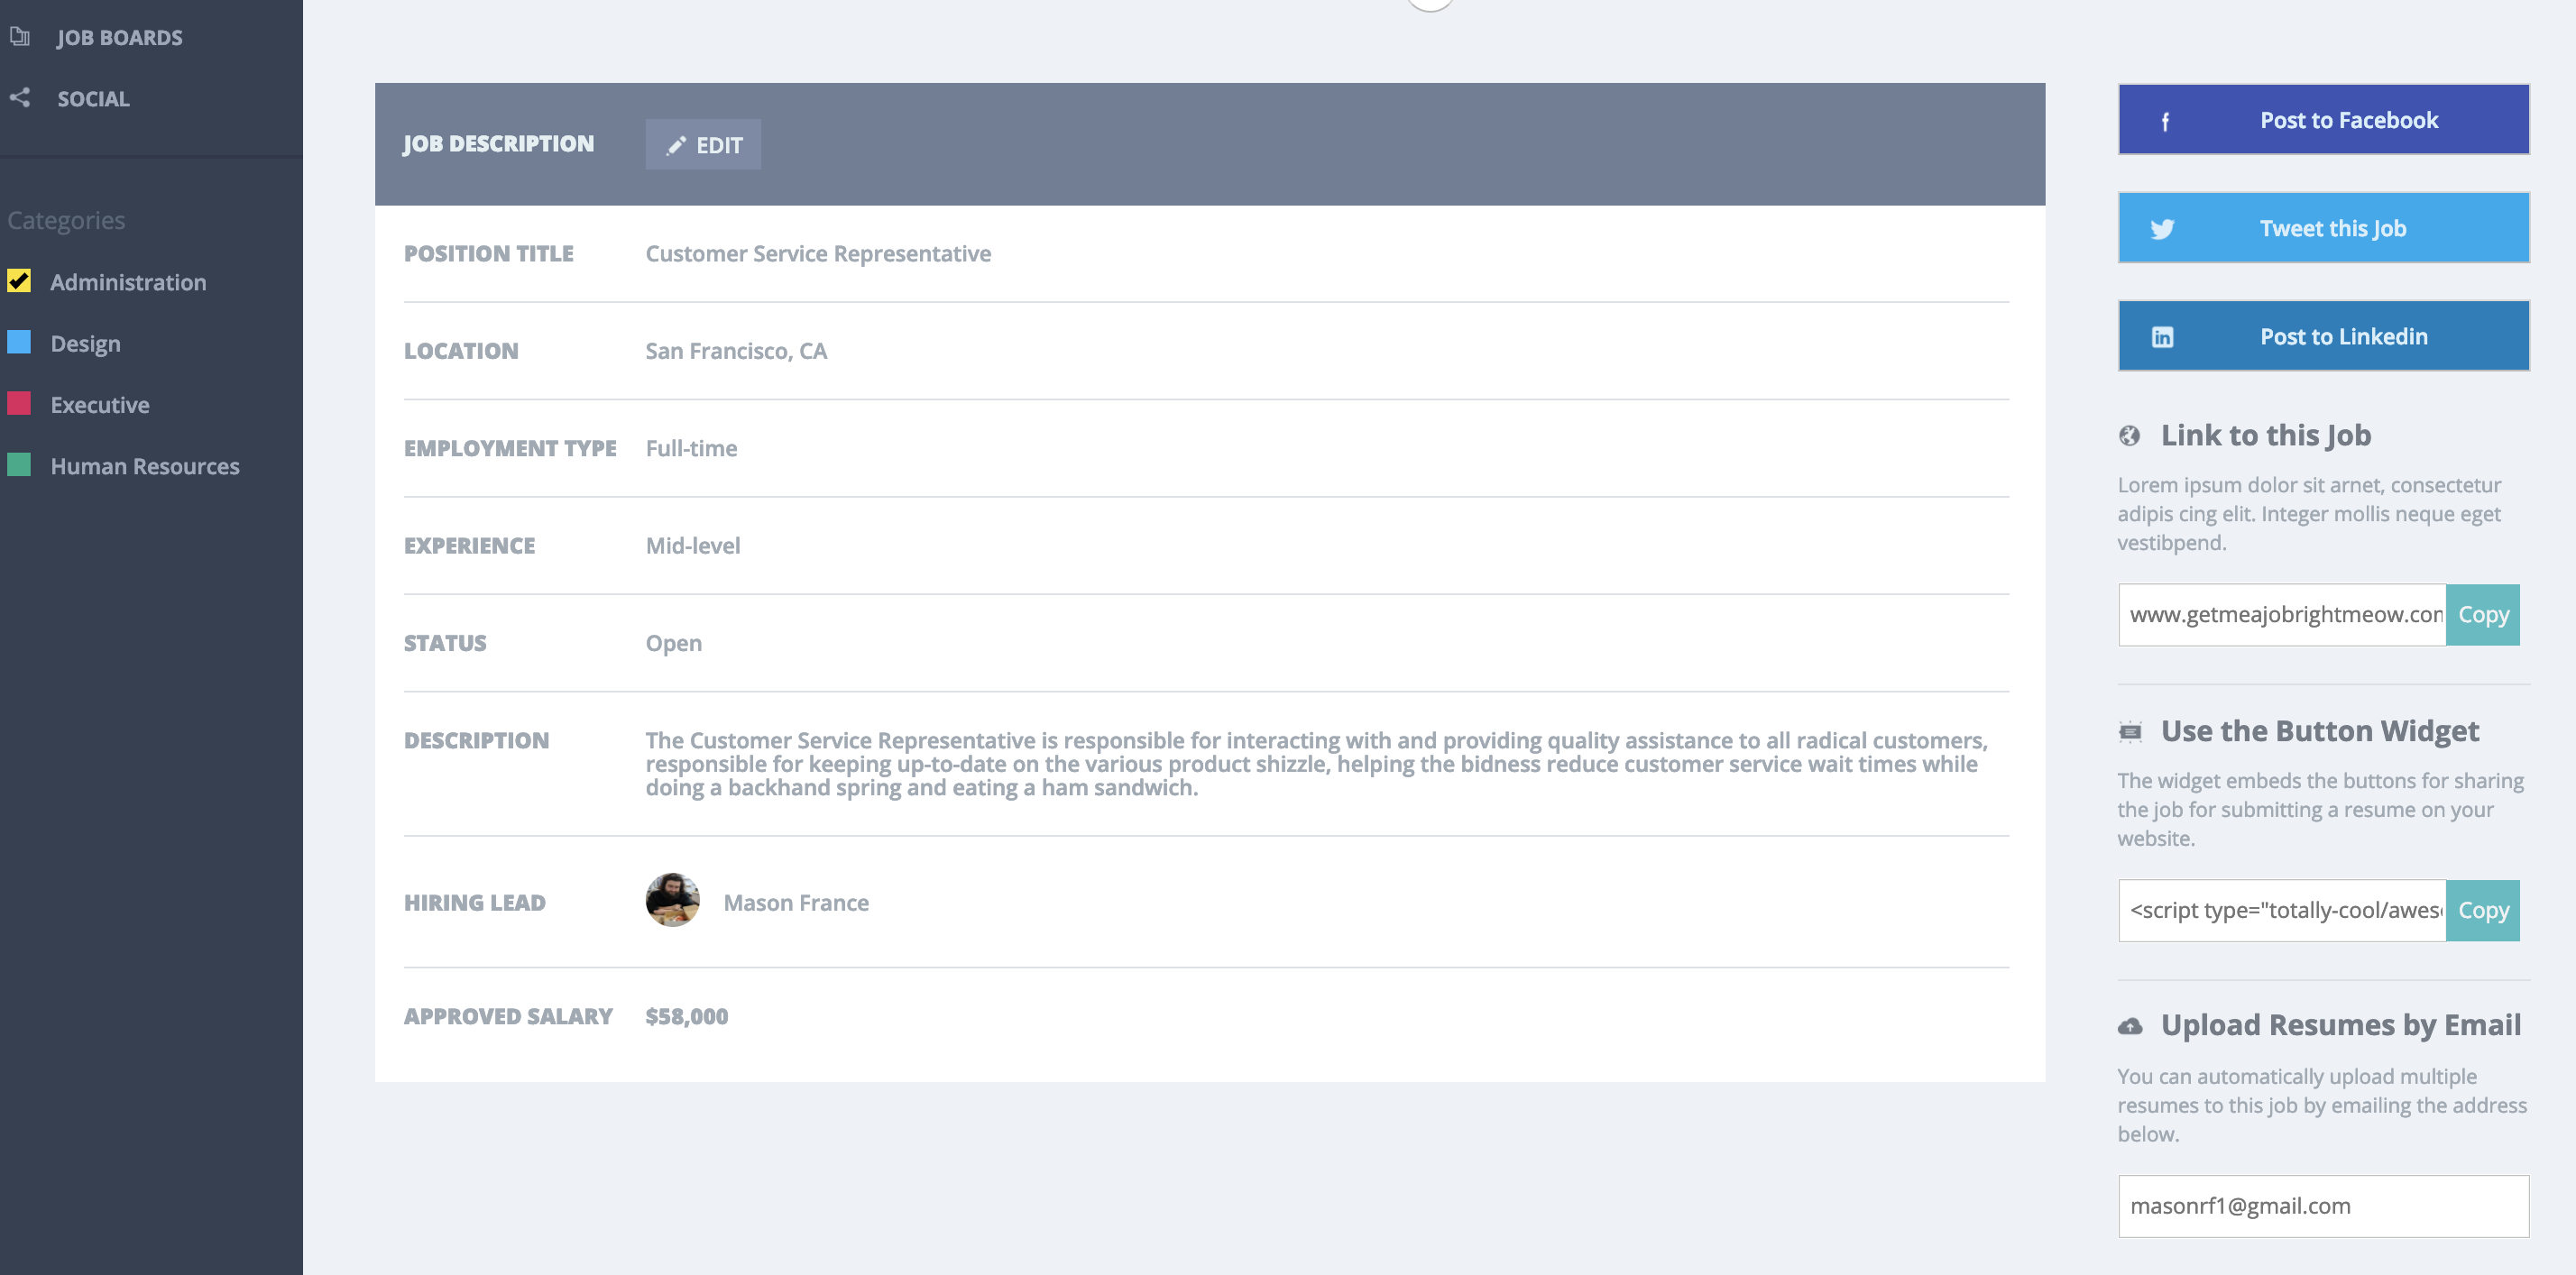 JOB BOARDS
SOCIAL
Categories
Administration
Design
Executive
Human Resources
JOB DESCRIPTION EDIT
POSITION TITLE Customer Service Representative
LOCATION San Francisco, CA
EMPLOYMENT TYPE Full-time
EXPERIENCE Mid-level
STATUS Open
DESCRIPTION The Customer Service Representative is responsible for interacting with and providing quality assistance to all radical customers,
responsible for keeping up-to-date on the various product shizzle, helping the bidness reduce customer service wait times while
doing a backhand spring and eating a ham sandwich.
HIRING LEAD Mason France
APPROVED SALARY $58,000
Post to Facebook
Tweet this Job
Post to Linkedin
Link to this Job
Lorem ipsum dolor sit arnet, consectetur
adipis cing elit. Integer mollis neque eget
vestibpend.
www.getmeajobrightmeow.con Copy
Use the Button Widget
The widget embeds the buttons for sharing
the job for submitting a resume on your
website.
<script type="totally-cool/awes Copy
Upload Resumes by Email
You can automatically upload multiple
resumes to this job by emailing the address
below.
masonrf1@gmail.com